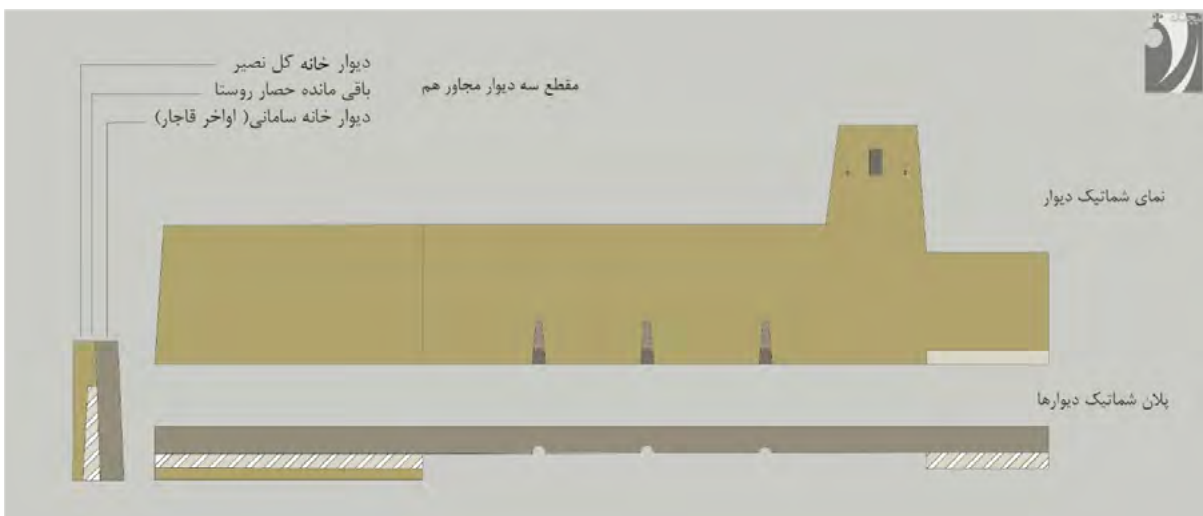 دیوار خانه کل نصیر
باقی مانده حصار روستا
دیوار خانه سامانی( اواخر قاجار)
مقطع سه دیوار مجاور هم
نمای شماتیک دیوار
پلان شماتیک دیوارها